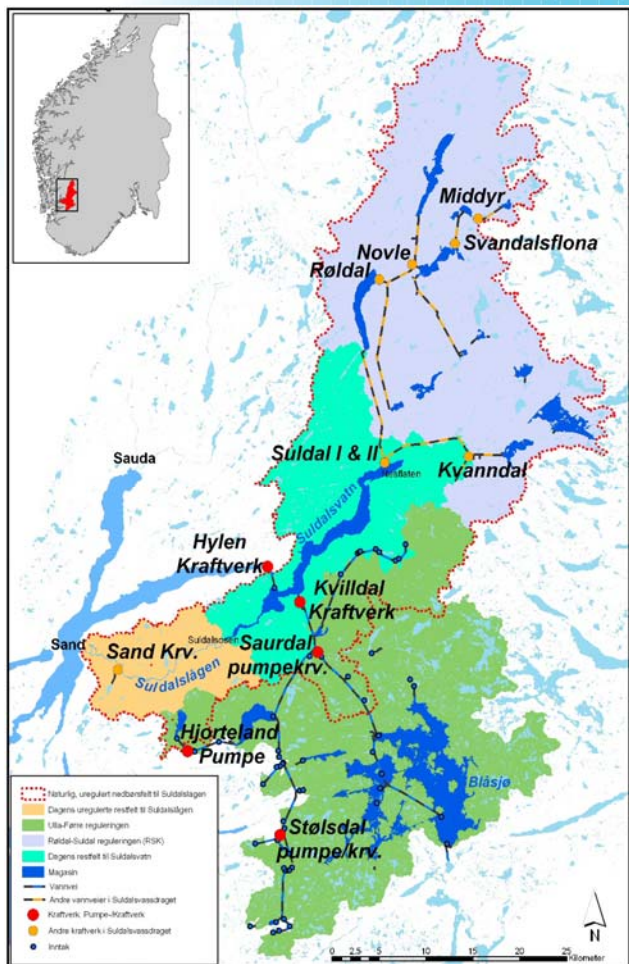 Middyr
Svandalsflona
Novle
Røldal
Suldal I & II
Nesflaten
Kvanndal
Sauda
Suldalsvatn
Hylen
Kraftverk
Kvilldal
Kraftverk
Suldalsosen
Sand
Sand Krv.
Saurdal
pumpekrv.
Suldalslågen
Hjorteland
Pumpe
Blåsjø
Stølsdal
pumpe/krv.
Naturlig, uregulert nedbørsfelt til Suldalslågen
Dagens uregulerte restfelt til Suldalslågen
Ulla-Førre reguleringen
Røldal-Suldal reguleringen (RSK)
Dagens restfelt til Suldalsvatn
Magasin
Vannvei
Andre vannveier i Suldalsvassdraget
Kraftverk, Pumpe-/Kraftverk
Andre kraftverk i Suldalsvassdraget
Inntak
N
0 5 10 15 20 25
Kilometer